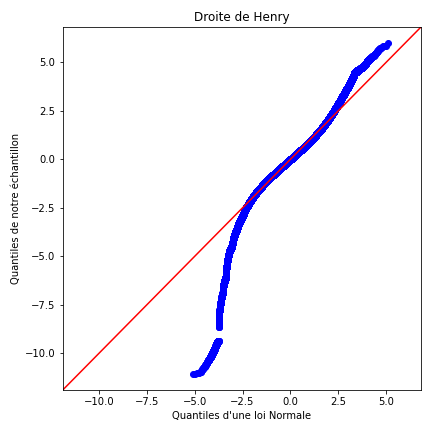 Droite de Henry
Quantiles de notre échantillon
5.0
2.5
0.0
−2.5
−5.0
−7.5
−10.0
−10.0 −7.5 −5.0 −2.5 0.0 2.5 5.0
Quantiles d'une loi Normale